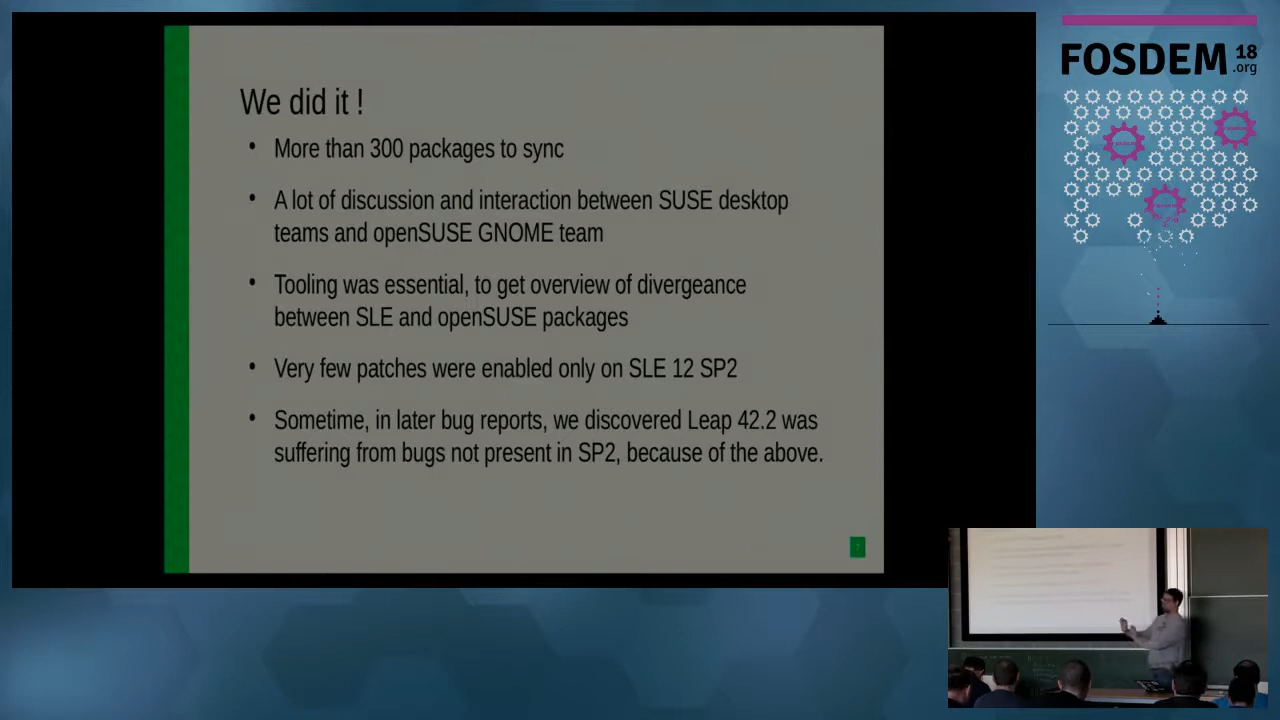 We did it !
• More than 300 packages to sync
• A lot of discussion and interaction between SUSE desktop
teams and openSUSE GNOME team
• Tooling was essential, to get overview of divergeance
between SLE and openSUSE packages
• Very few patches were enabled only on SLE 12 SP2
• Sometime, in later bug reports, we discovered Leap 42.2 was
suffering from bugs not present in SP2, because of the above.
FOSDEM 18
.org